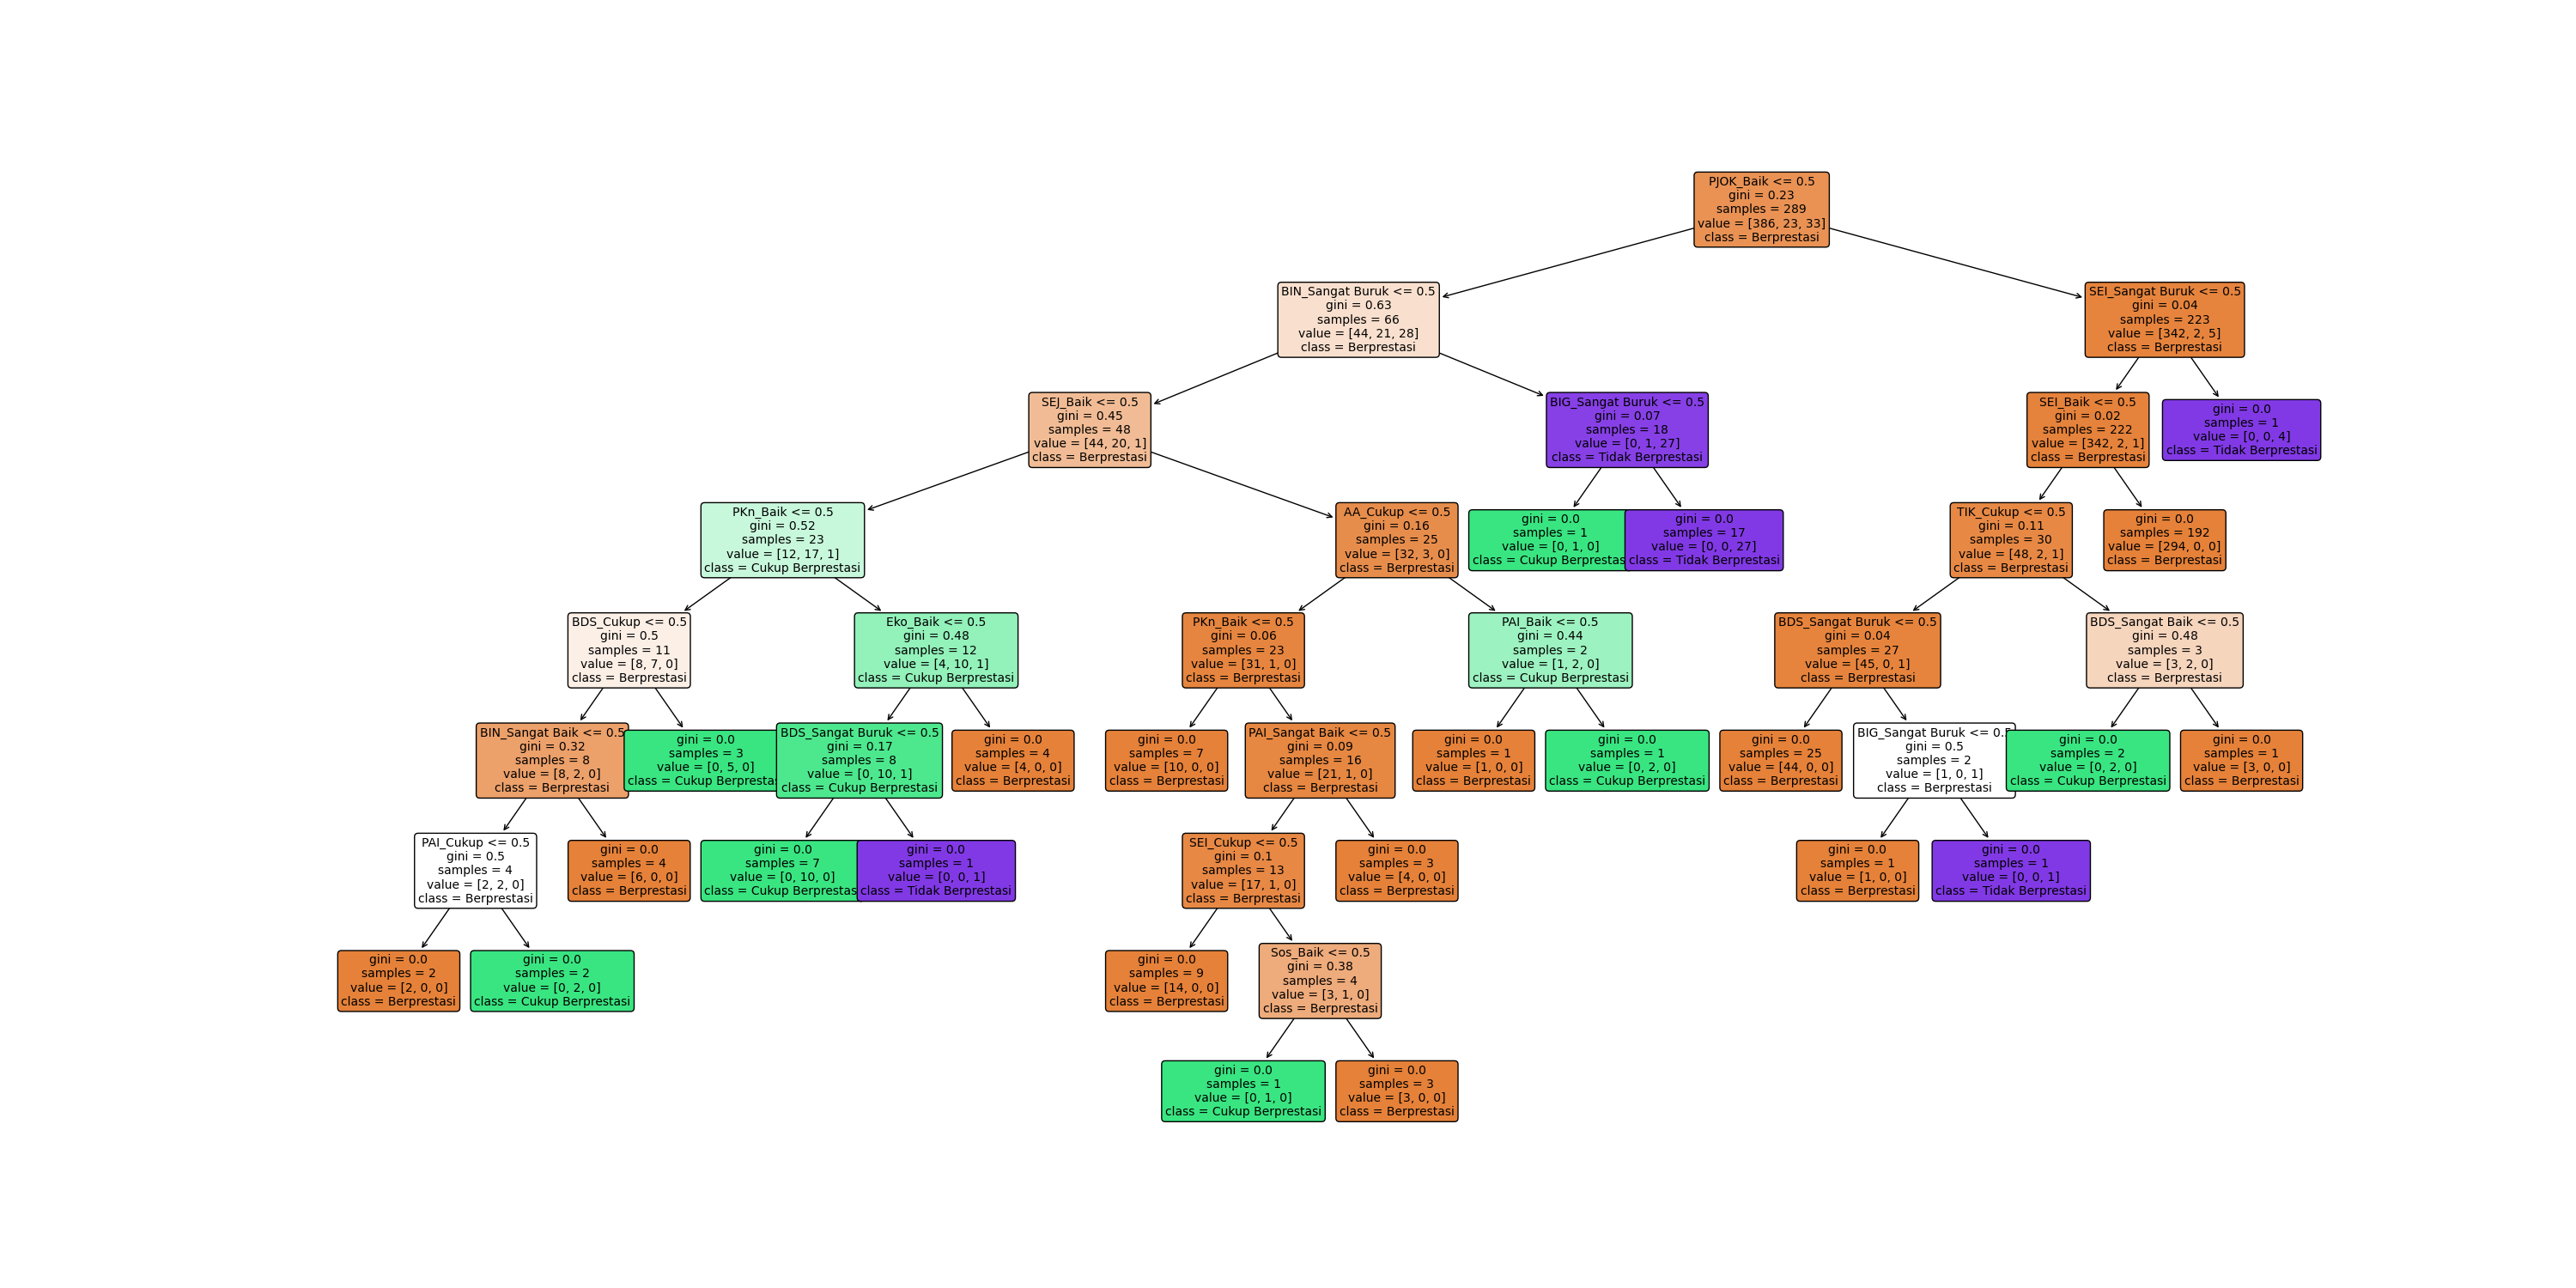 PJOK_Baik <= 0.5
gini = 0.23
samples = 289
value = [386, 23, 33]
class = Berprestasi
BIN_Sangat Buruk <= 0.5
gini = 0.63
samples = 66
value = [44, 21, 28]
class = Berprestasi
SEI_Sangat Buruk <= 0.5
gini = 0.04
samples = 223
value = [342, 2, 5]
class = Berprestasi
SEJ_Baik <= 0.5
gini = 0.45
samples = 48
value = [44, 20, 1]
class = Berprestasi
BIG_Sangat Buruk <= 0.5
gini = 0.07
samples = 18
value = [0, 1, 27]
class = Tidak Berprestasi
SEI_Baik <= 0.5
gini = 0.02
samples = 222
value = [342, 2, 1]
class = Berprestasi
gini = 0.0
samples = 1
value = [0, 0, 4]
class = Tidak Berprestasi
PKn_Baik <= 0.5
gini = 0.52
samples = 23
value = [12, 17, 1]
class = Cukup Berprestasi
AA_Cukup <= 0.5
gini = 0.16
samples = 25
value = [32, 3, 0]
class = Berprestasi
gini = 0.0
samples = 1
value = [0, 1, 0]
class = Cukup Berprestas
gini = 0.0
samples = 17
value = [0, 0, 27]
class = Tidak Berprestasi
TIK_Cukup <= 0.5
gini = 0.11
samples = 30
value = [48, 2, 1]
class = Berprestasi
gini = 0.0
samples = 192
value = [294, 0, 0]
class = Berprestasi
BDS_Cukup <= 0.5
gini = 0.5
samples = 11
value = [8, 7, 0]
class = Berprestasi
Eko_Baik <= 0.5
gini = 0.48
samples = 12
value = [4, 10, 1]
class = Cukup Berprestasi
PKn_Baik <= 0.5
gini = 0.06
samples = 23
value = [31, 1, 0]
class = Berprestasi
PAI_Baik <= 0.5
gini = 0.44
samples = 2
value = [1, 2, 0]
class = Cukup Berprestasi
BDS_Sangat Buruk <= 0.5
gini = 0.04
samples = 27
value = [45, 0, 1]
class = Berprestasi
BDS_Sangat Baik <= 0.5
gini = 0.48
samples = 3
value = [3, 2, 0]
class = Berprestasi
BIN_Sangat Baik <= 0.5
gini = 0.32
samples = 8
value = [8, 2, 0]
class = Berprestasi
gini = 0.0
samples = 3
value = [0, 5, 0]
class = Cukup Berprestas
BDS_Sangat Buruk <= 0.5
gini = 0.17
samples = 8
value = [0, 10, 1]
class = Cukup Berprestasi
gini = 0.0
samples = 4
value = [4, 0, 0]
class = Berprestasi
gini = 0.0
samples = 7
value = [10, 0, 0]
class = Berprestasi
PAI_Sangat Baik <= 0.5
gini = 0.09
samples = 16
value = [21, 1, 0]
class = Berprestasi
gini = 0.0
samples = 1
value = [1, 0, 0]
class = Berprestasi
gini = 0.0
samples = 1
value = [0, 2, 0]
class = Cukup Berprestasi
gini = 0.0
samples = 25
value = [44, 0, 0]
class = Berprestasi
BIG_Sangat Buruk <= 0.5
gini = 0.5
samples = 2
value = [1, 0, 1]
class = Berprestasi
gini = 0.0
samples = 2
value = [0, 2, 0]
class = Cukup Berprestasi
gini = 0.0
samples = 1
value = [3, 0, 0]
class = Berprestasi
PAI_Cukup <= 0.5
gini = 0.5
samples = 4
value = [2, 2, 0]
class = Berprestasi
gini = 0.0
samples = 4
value = [6, 0, 0]
class = Berprestasi
gini = 0.0
samples = 7
value = [0, 10, 0]
class = Cukup Berprestas
gini = 0.0
samples = 1
value = [0, 0, 1]
class = Tidak Berprestasi
SEI_Cukup <= 0.5
gini = 0.1
samples = 13
value = [17, 1, 0]
class = Berprestasi
gini = 0.0
samples = 3
value = [4, 0, 0]
class = Berprestasi
gini = 0.0
samples = 1
value = [1, 0, 0]
class = Berprestasi
gini = 0.0
samples = 1
value = [0, 0, 1]
class = Tidak Berprestasi
gini = 0.0
samples = 2
value = [2, 0, 0]
class = Berprestasi
gini = 0.0
samples = 2
value = [0, 2, 0]
class = Cukup Berprestasi
gini = 0.0
samples = 9
value = [14, 0, 0]
class = Berprestasi
Sos_Baik <= 0.5
gini = 0.38
samples = 4
value = [3, 1, 0]
class = Berprestasi
gini = 0.0
samples = 1
value = [0, 1, 0]
class = Cukup Berprestasi
gini = 0.0
samples = 3
value = [3, 0, 0]
class = Berprestasi